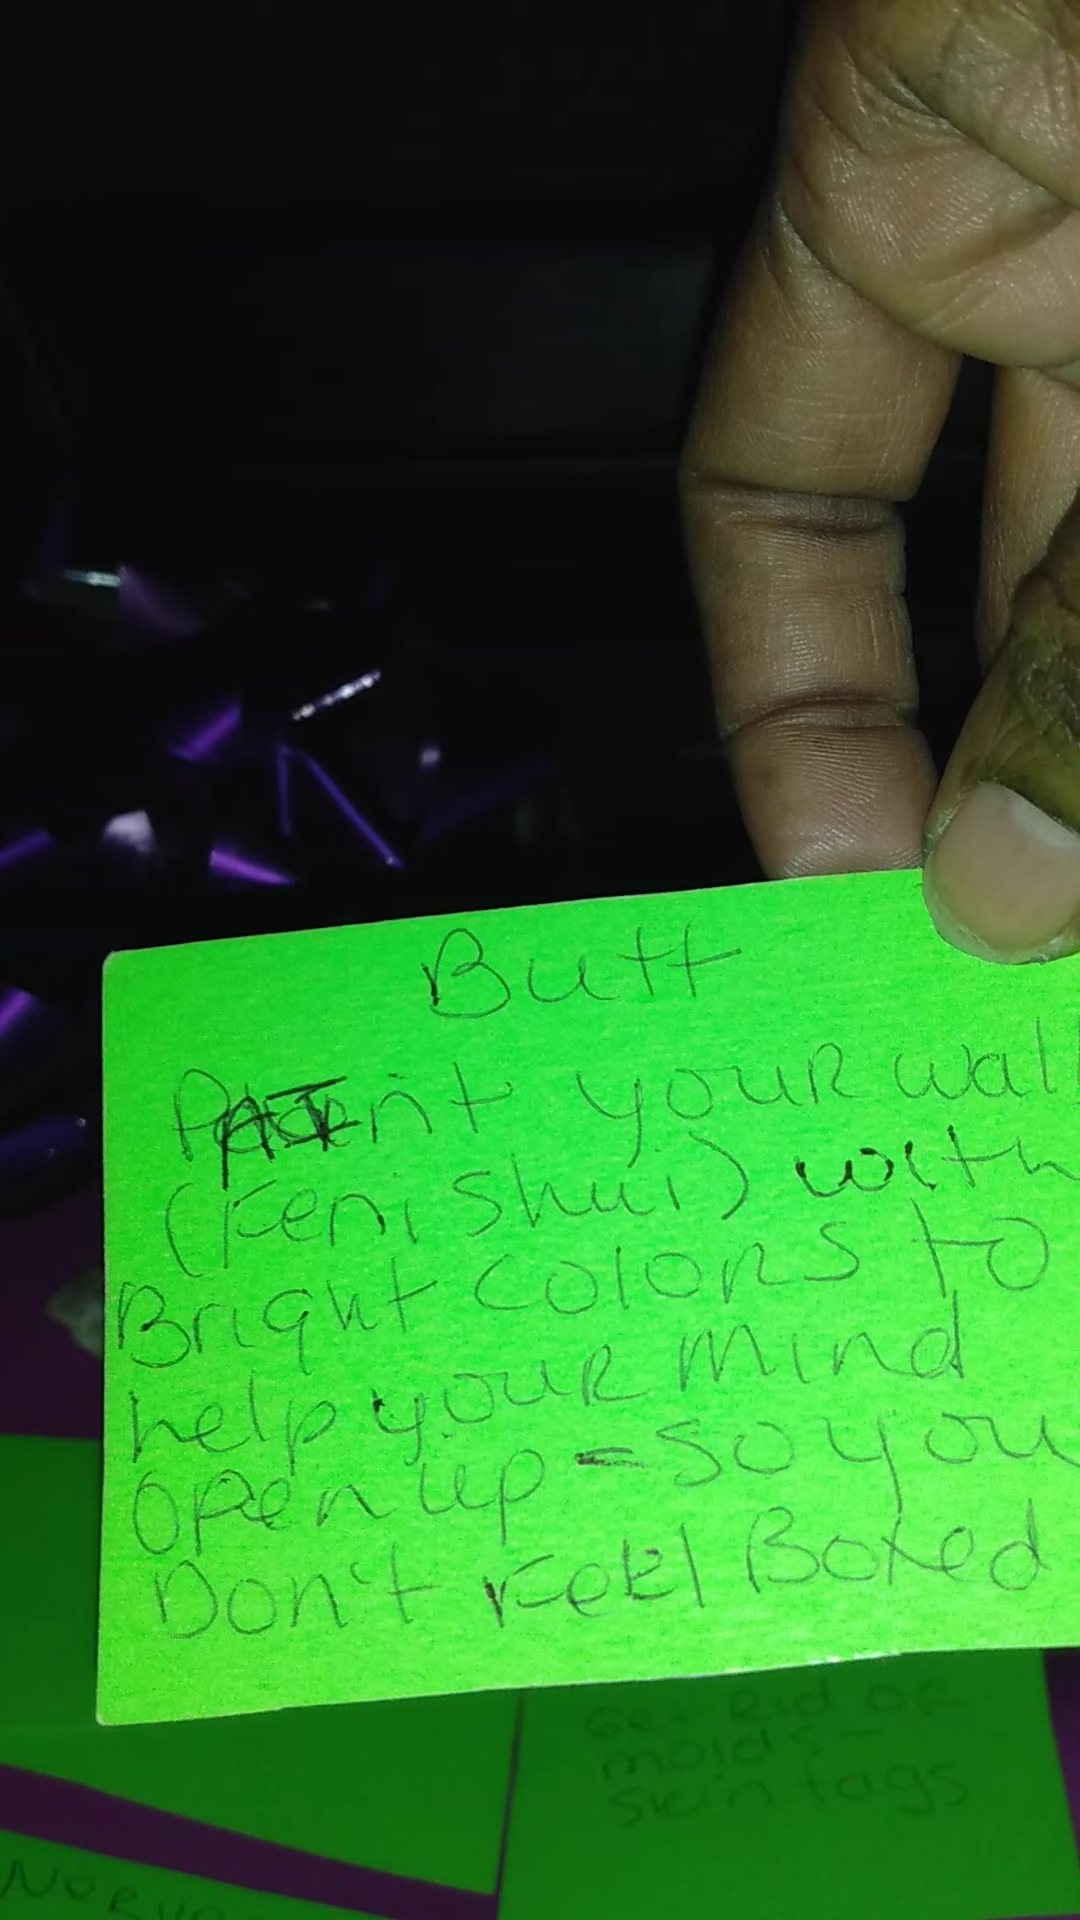 Butt
Paint your wall
(Feni Shui) with
Bright Colors to
help your mind
open up - so you
Don't Feel Boxed
Get Rid OF
molds -
skin tags